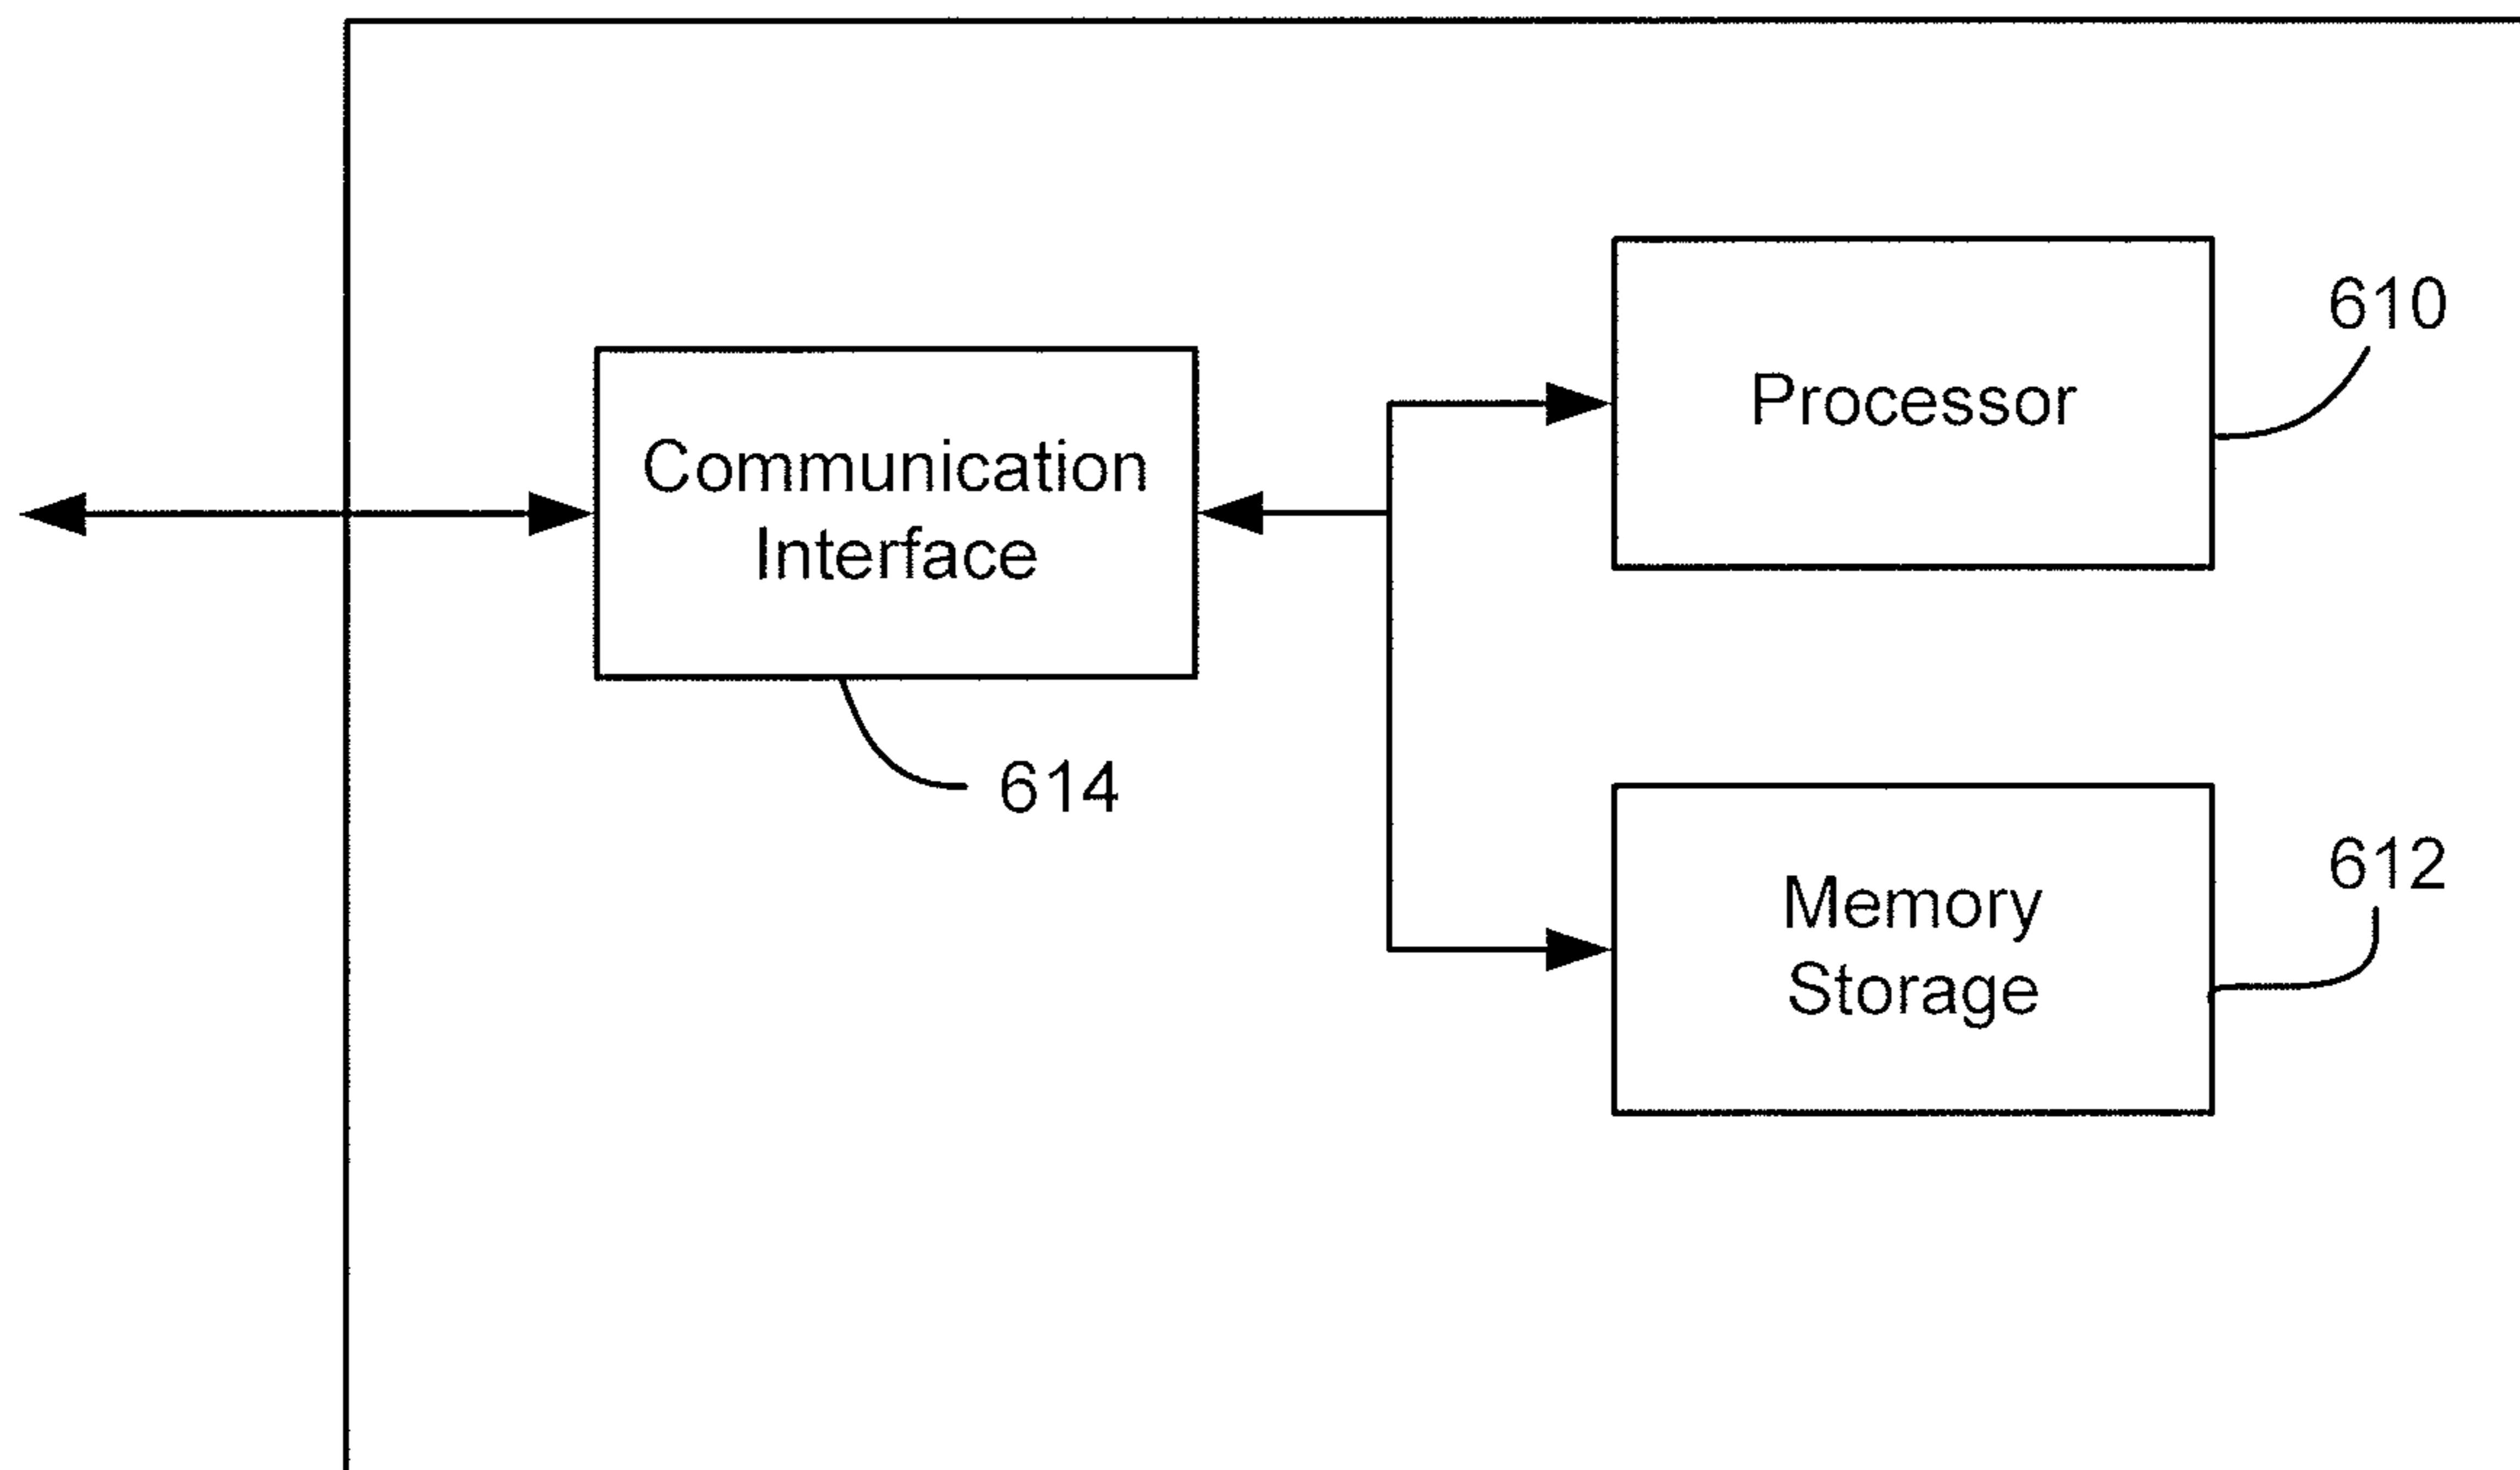 610
Processor
Communication
Interface
614
612
Memory
Storage